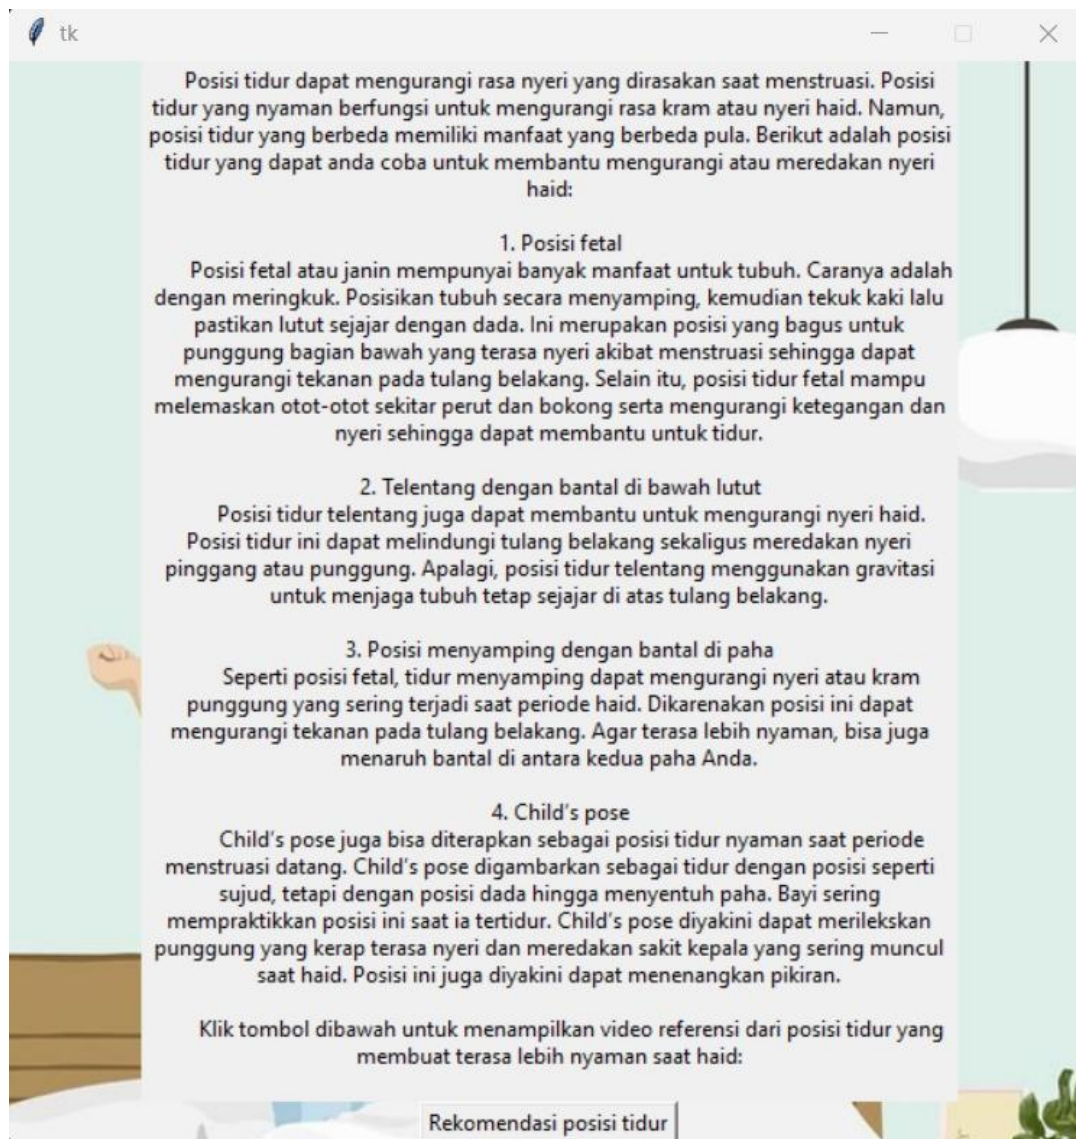 tk
Posisi tidur dapat mengurangi rasa nyeri yang dirasakan saat menstruasi. Posisi
tidur yang nyaman berfungsi untuk mengurangi rasa kram atau nyeri haid. Namun,
posisi tidur yang berbeda memiliki manfaat yang berbeda pula. Berikut adalah posisi
tidur yang dapat anda coba untuk membantu mengurangi atau meredakan nyeri
haid:
1. Posisi fetal
Posisi fetal atau janin mempunyai banyak manfaat untuk tubuh. Caranya adalah
dengan meringkuk. Posisikan tubuh secara menyamping, kemudian tekuk kaki lalu
pastikan lutut sejajar dengan dada. Ini merupakan posisi yang bagus untuk
punggung bagian bawah yang terasa nyeri akibat menstruasi sehingga dapat
mengurangi tekanan pada tulang belakang. Selain itu, posisi tidur fetal mampu
melemaskan otot-otot sekitar perut dan bokong serta mengurangi ketegangan dan
nyeri sehingga dapat membantu untuk tidur.
2. Telentang dengan bantal di bawah lutut
Posisi tidur telentang juga dapat membantu untuk mengurangi nyeri haid.
Posisi tidur ini dapat melindungi tulang belakang sekaligus meredakan nyeri
pinggang atau punggung. Apalagi, posisi tidur telentang menggunakan gravitasi
untuk menjaga tubuh tetap sejajar di atas tulang belakang.
3. Posisi menyamping dengan bantal di paha
Seperti posisi fetal, tidur menyamping dapat mengurangi nyeri atau kram
punggung yang sering terjadi saat periode haid. Dikarenakan posisi ini dapat
mengurangi tekanan pada tulang belakang. Agar terasa lebih nyaman, bisa juga
menaruh bantal di antara kedua paha Anda.
4. Child's pose
Child's pose juga bisa diterapkan sebagai posisi tidur nyaman saat periode
menstruasi datang. Child's pose digambarkan sebagai tidur dengan posisi seperti
sujud, tetapi dengan posisi dada hingga menyentuh paha. Bayi sering
mempraktikkan posisi ini saat ia tertidur. Child's pose diyakini dapat merilekskan
punggung yang kerap terasa nyeri dan meredakan sakit kepala yang sering muncul
saat haid. Posisi ini juga diyakini dapat menenangkan pikiran.
Klik tombol dibawah untuk menampilkan video referensi dari posisi tidur yang
membuat terasa lebih nyaman saat haid:
Rekomendasi posisi tidur